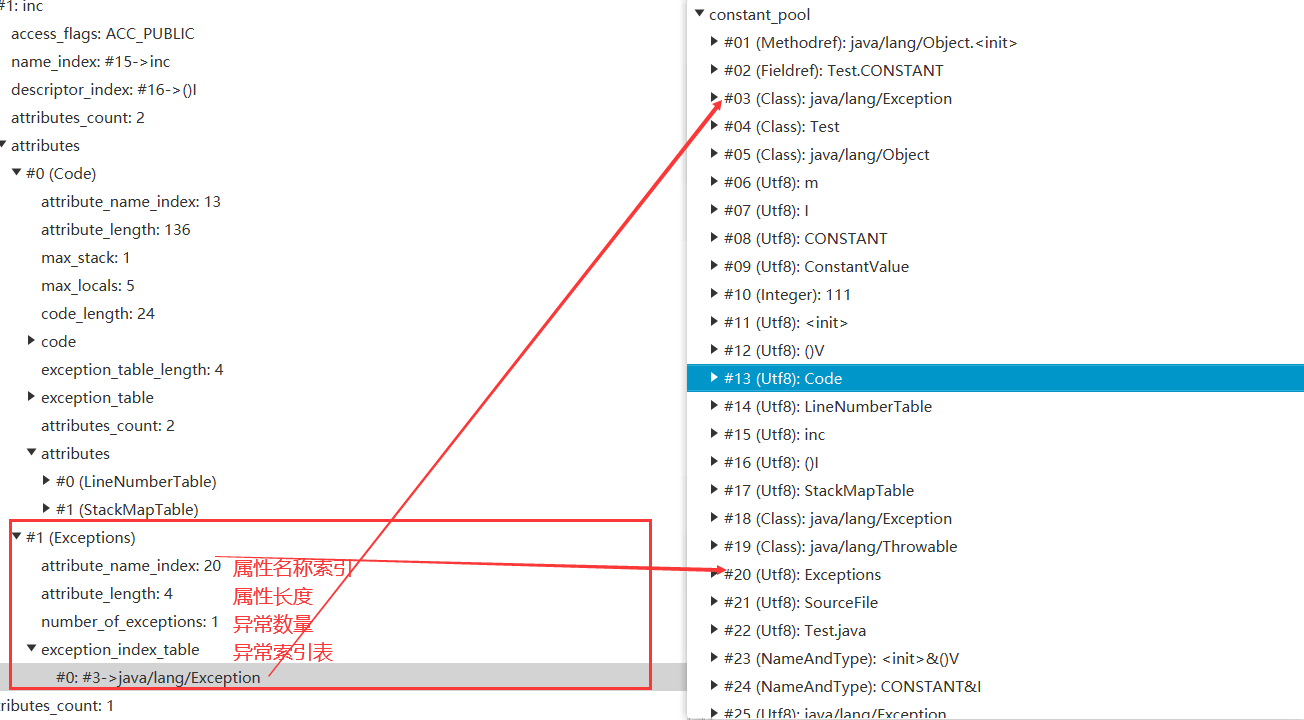 #1: inc
access_flags: ACC_PUBLIC
name_index: #15->inc
descriptor_index: #16->()I
attributes_count: 2
attributes
#0 (Code)
attribute_name_index: 13
attribute_length: 136
max_stack: 1
max_locals: 5
code_length: 24
code
exception_table_length: 4
exception_table
attributes_count: 2
attributes
#0 (LineNumberTable)
#1 (StackMapTable)
#1 (Exceptions)
attribute_name_index: 20 属性名称索引
attribute_length: 4 属性长度
number_of_exceptions: 1 异常数量
exception_index_table 异常索引表
#0: #3->java/lang/Exception
ributes_count: 1
constant_pool
#01 (Methodref): java/lang/Object.<init>
#02 (Fieldref): Test.CONSTANT
#03 (Class): java/lang/Exception
#04 (Class): Test
#05 (Class): java/lang/Object
#06 (Utf8): m
#07 (Utf8): I
#08 (Utf8): CONSTANT
#09 (Utf8): ConstantValue
#10 (Integer): 111
#11 (Utf8): <init>
#12 (Utf8): ()V
#13 (Utf8): Code
#14 (Utf8): LineNumberTable
#15 (Utf8): inc
#16 (Utf8): ()I
#17 (Utf8): StackMapTable
#18 (Class): java/lang/Exception
#19 (Class): java/lang/Throwable
#20 (Utf8): Exceptions
#21 (Utf8): SourceFile
#22 (Utf8): Test.java
#23 (NameAndType): <init>&()V
#24 (NameAndType): CONSTANT&I
#25 (Utf8): java/lang/Exception